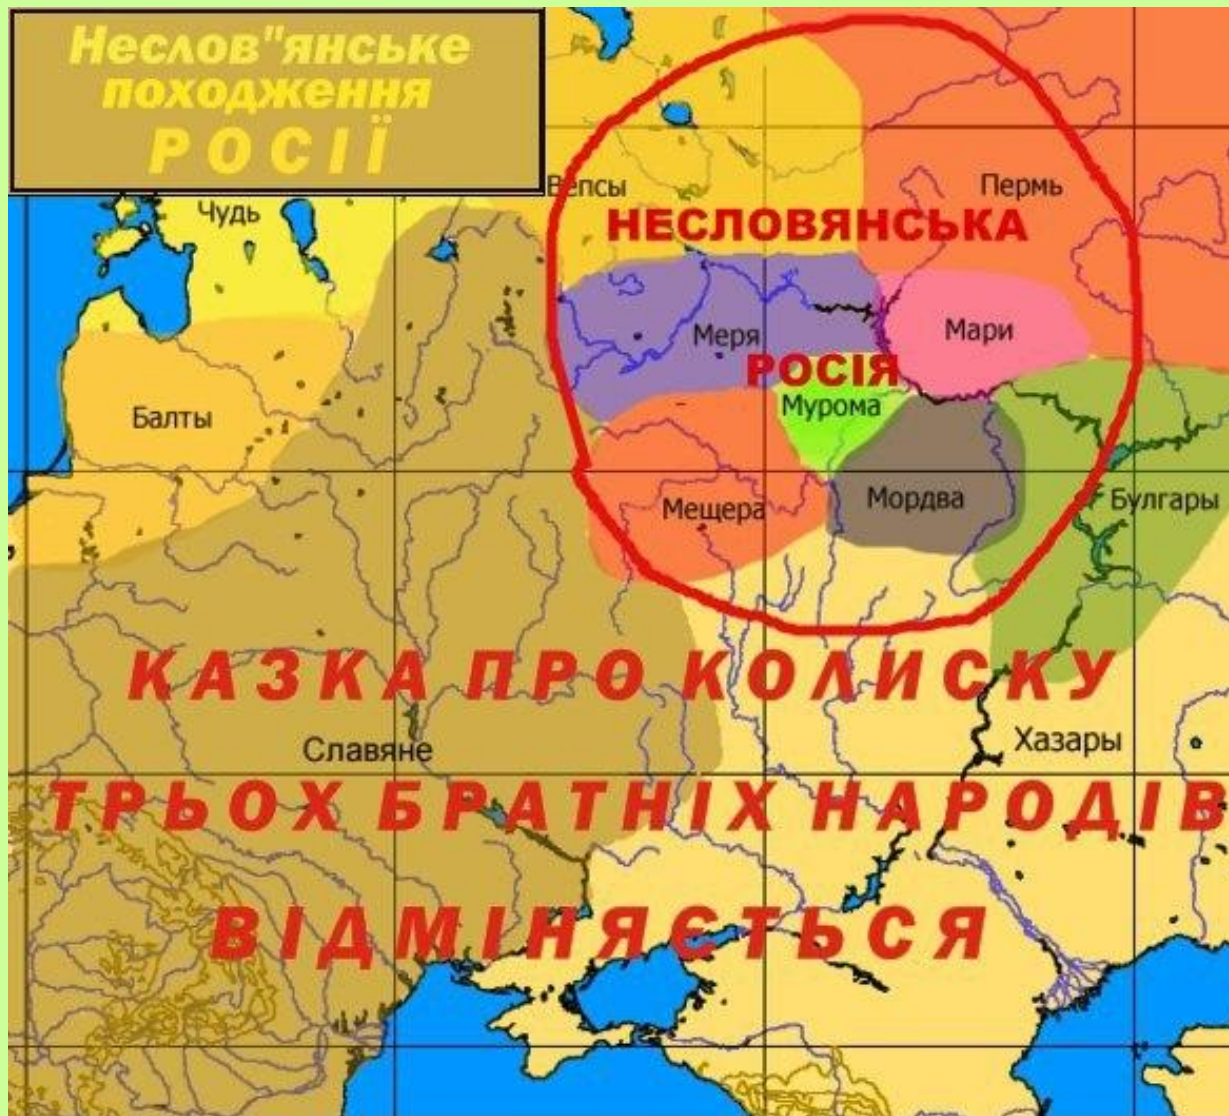 Неслов"янське
походження
РОСІЇ
Вепсы
Чудь
Пермь
НЕСЛОВЯНСЬКА
Меря
Мари
РОСІЯ
Мурома
Балты
Мещера
Мордва
Булгары
КАЗКА ПРО КОЛИСКУ
Славяне
Хазары
ТРЬОХ БРАТНІХ НАРОДІВ
ВІДМІНЯЄТЬСЯ